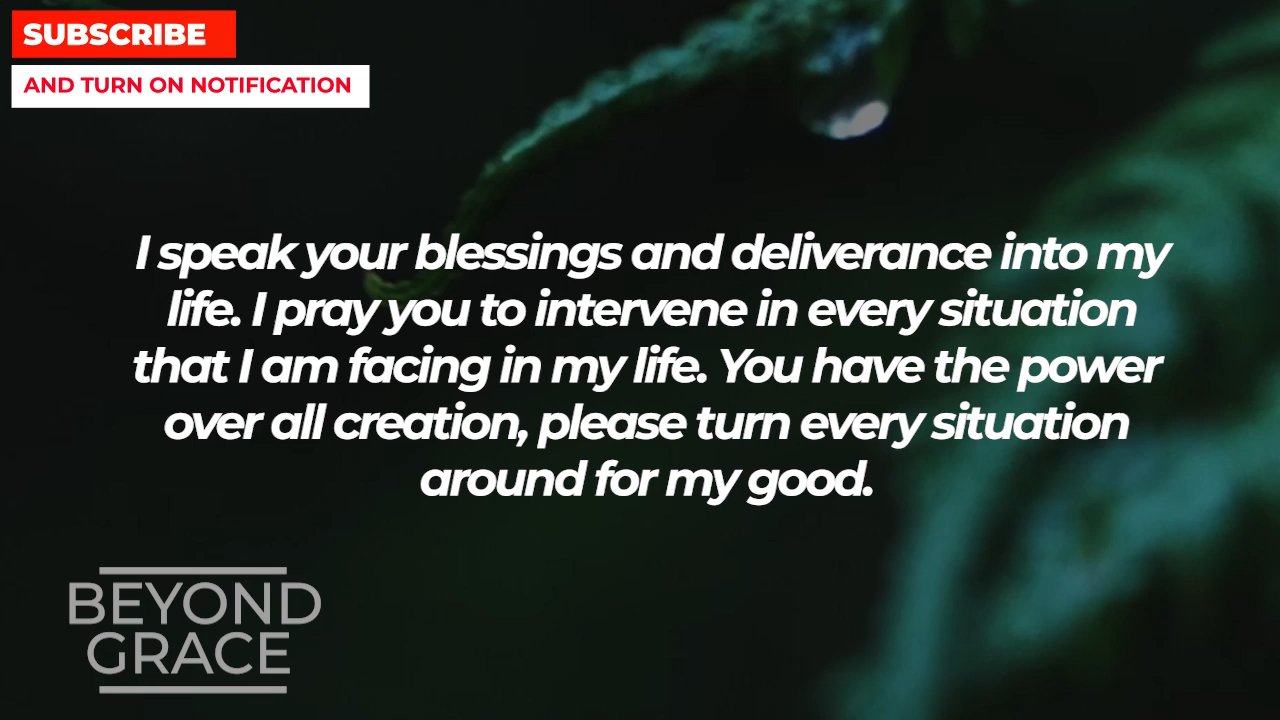 SUBSCRIBE
AND TURN ON NOTIFICATION
I speak your blessings and deliverance into my
life. I pray you to intervene in every situation
that I am facing in my life. You have the power
over all creation, please turn every situation
around for my good.
BEYOND
GRACE